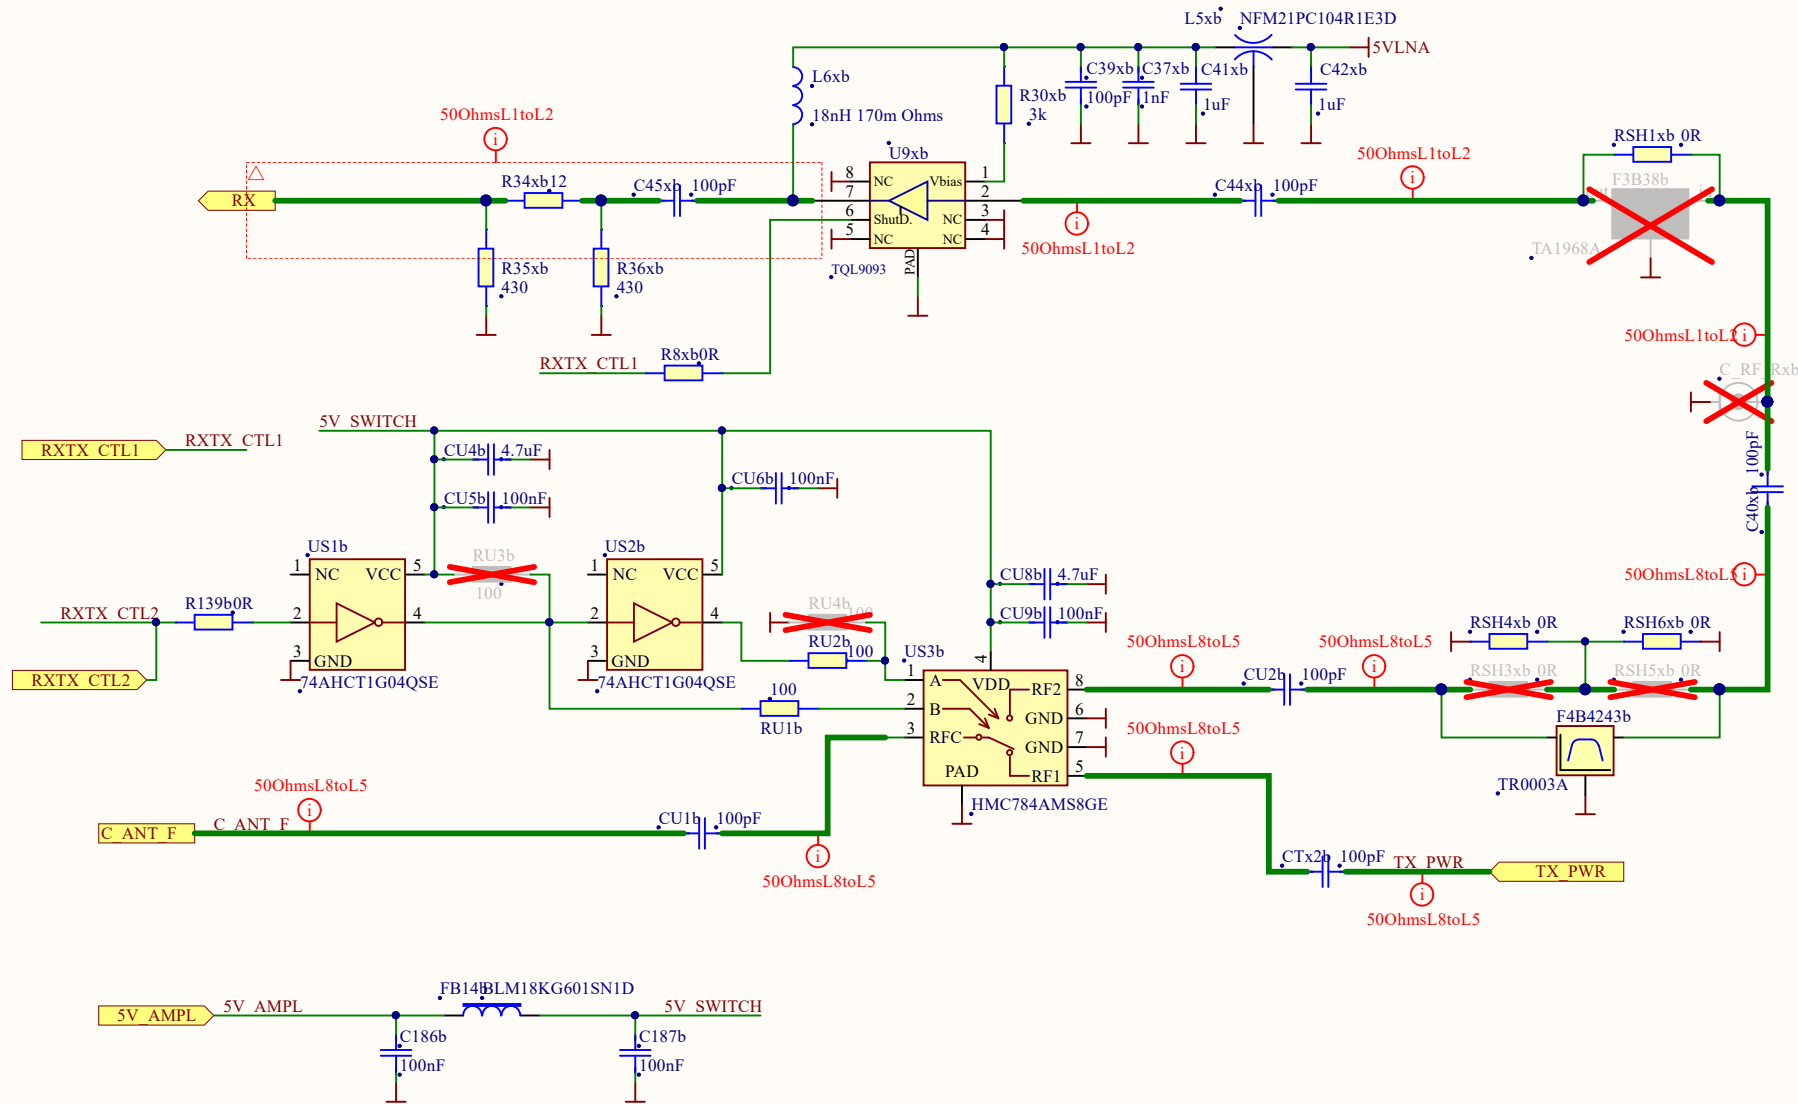 L5xb NFM21PC104R1E3D
5VLNA
L6xb
18nH 170m Ohms
R30xb
3k
C39xb
100pF
C37xb
1nF
C41xb
1uF
C42xb
1uF
50OhmsL1toL2
i
U9xb
8 NC Vbias 1
7 2
6 ShutD. NC 3
5 NC NC 4
PAD
TQL9093
RX
R34xb 12
C45xb 100pF
R35xb
430
R36xb
430
C44xb 100pF
50OhmsL1toL2
i
50OhmsL1toL2
i
RSH1xb 0R
F3B38b
TA1968A
50OhmsL1toL2
i
C_RF_Rxb
RXTX_CTL1
R8xb 0R
5V_SWITCH
RXTX_CTL1
RXTX_CTL1
CU4b 4.7uF
CU5b 100nF
CU6b 100nF
C40xb 100pF
US1b
1 NC VCC 5
2 4
3 GND
74AHCT1G04QSE
RU3b
100
US2b
1 NC VCC 5
2 4
3 GND
74AHCT1G04QSE
RXTX_CTL2
R139b 0R
RXTX_CTL2
RU4b
100
RU2b
100
100
RU1b
CU8b 4.7uF
CU9b 100nF
50OhmsL8toL5
i
US3b
4
VDD
1 A RF2 8
2 B GND 6
3 RFC GND 7
PAD RF1 5
HMC784AMS8GE
50OhmsL8toL5
i
CU2b 100pF
50OhmsL8toL5
i
RSH4xb 0R
RSH6xb 0R
RSH3xb 0R
RSH5xb 0R
F4B4243b
TR0003A
50OhmsL8toL5
i
50OhmsL8toL5
i
C_ANT_F
C_ANT_F
CU1b 100pF
i
50OhmsL8toL5
CTx2b 100pF
TX_PWR
TX_PWR
i
50OhmsL8toL5
FB14b BLM18KG601SN1D
5V_AMPL
5V_AMPL
5V_SWITCH
C186b
100nF
C187b
100nF